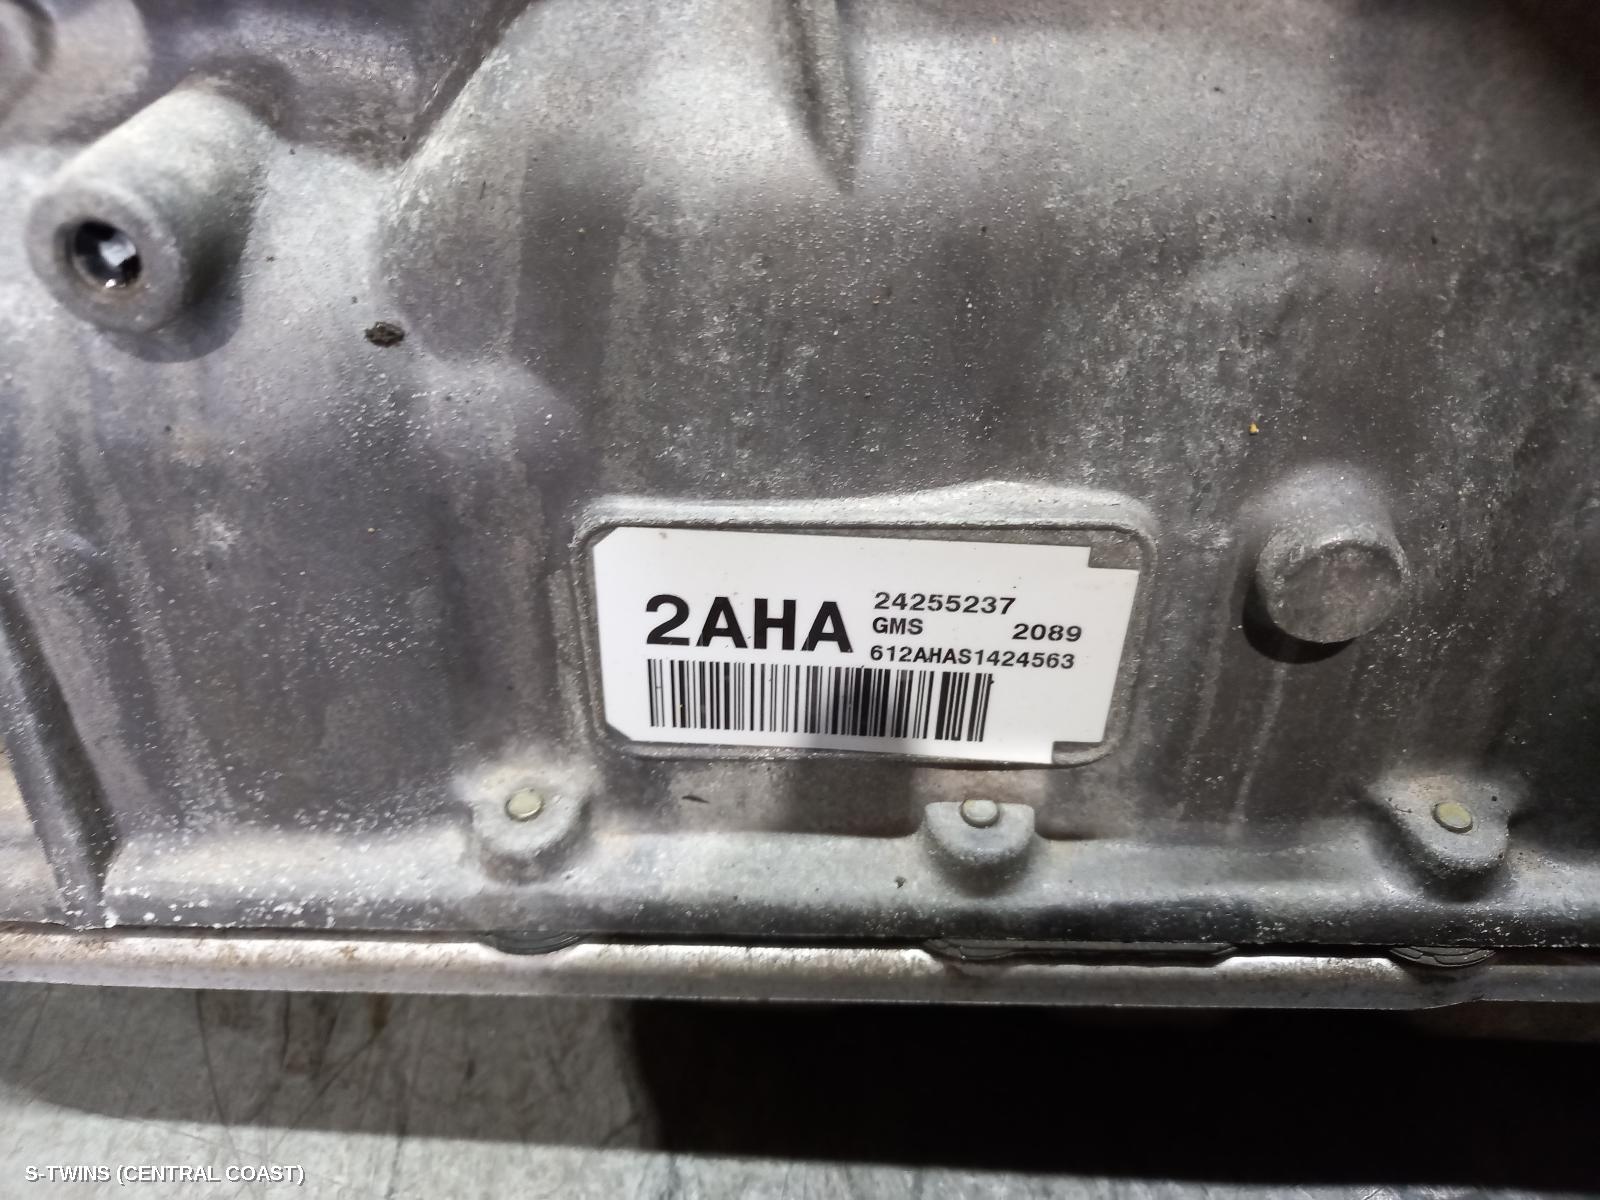 2AHA
24255237
GMS 2089
612AHAS1424563
S-TWINS (CENTRAL COAST)